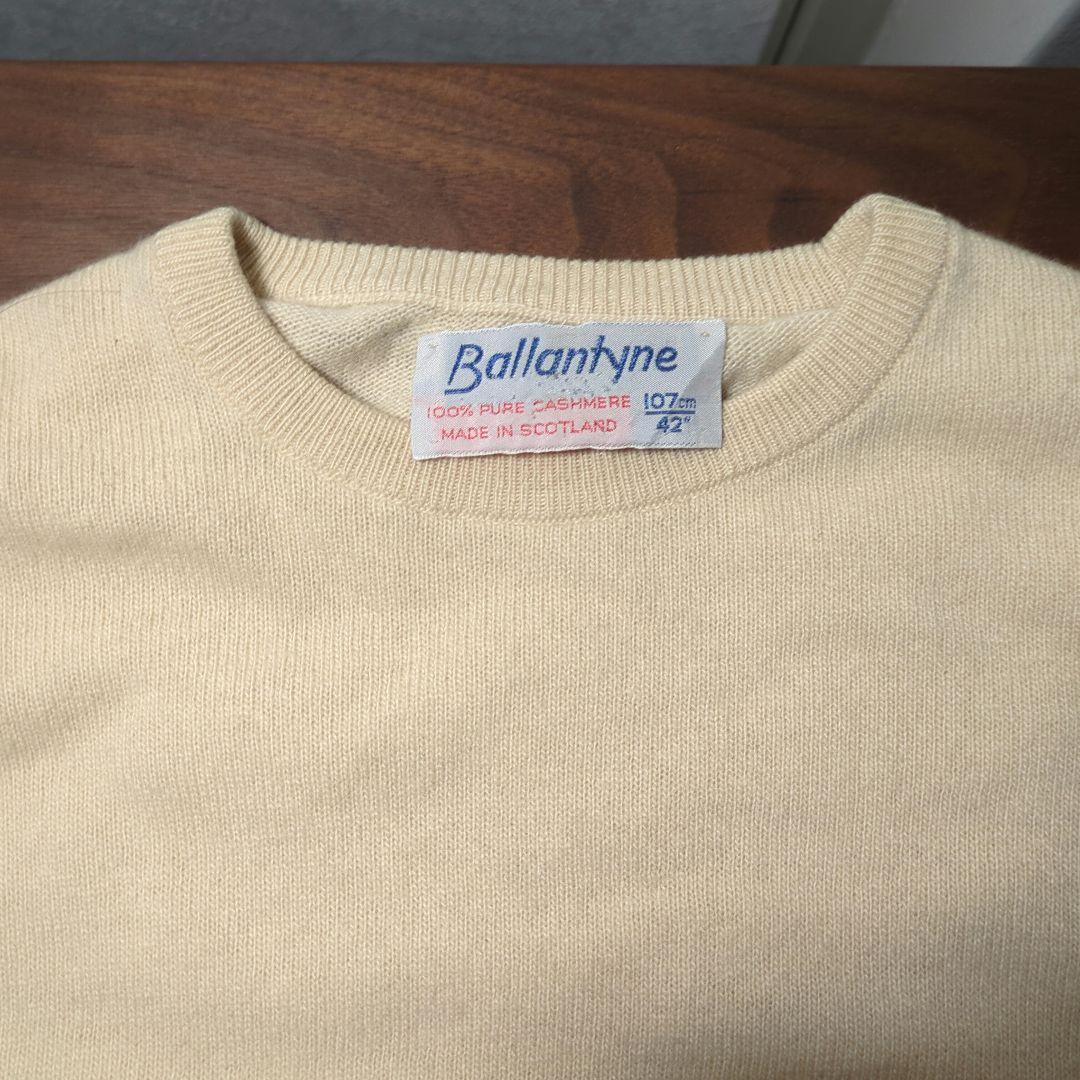 Ballantyne
100% PURE CASHMERE
MADE IN SCOTLAND
107cm
42"